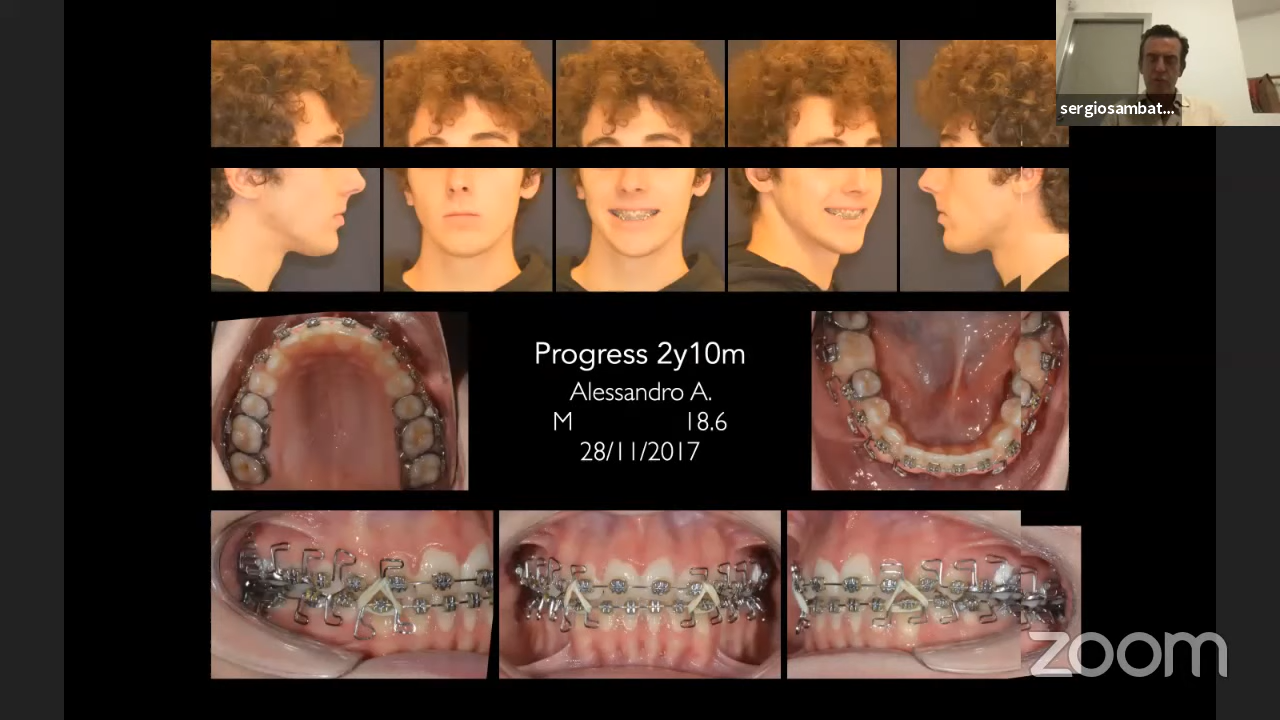 sergiosambat...
Progress 2y10m
Alessandro A.
M 18.6
28/11/2017
zoom